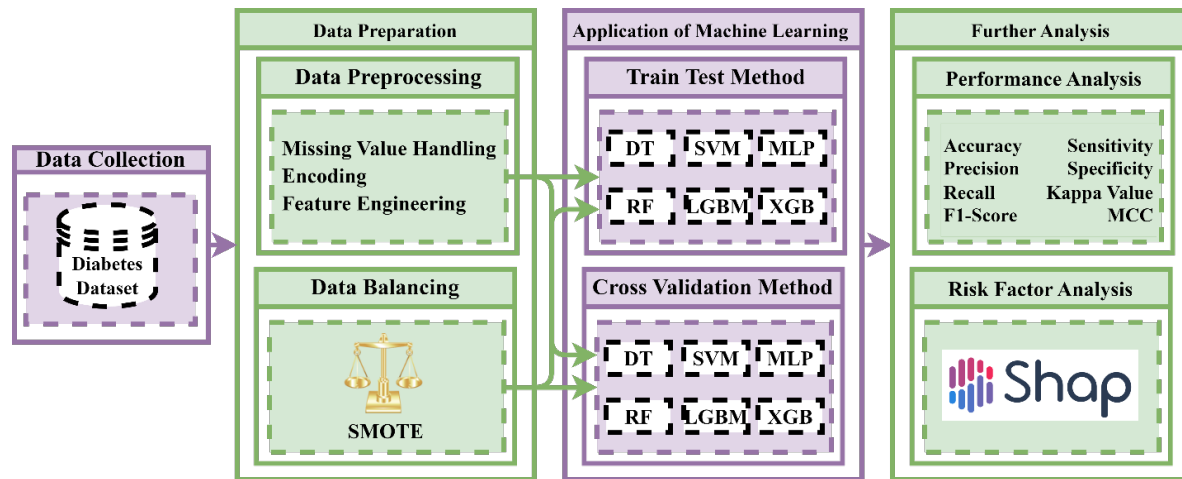 Data Collection
Diabetes
Dataset
Data Preparation
Data Preprocessing
Missing Value Handling
Encoding
Feature Engineering
Data Balancing
SMOTE
Application of Machine Learning
Train Test Method
DT SVM MLP
RF LGBM XGB
Cross Validation Method
DT SVM MLP
RF LGBM XGB
Further Analysis
Performance Analysis
Accuracy Sensitivity
Precision Specificity
Recall Kappa Value
F1-Score MCC
Risk Factor Analysis
Shap